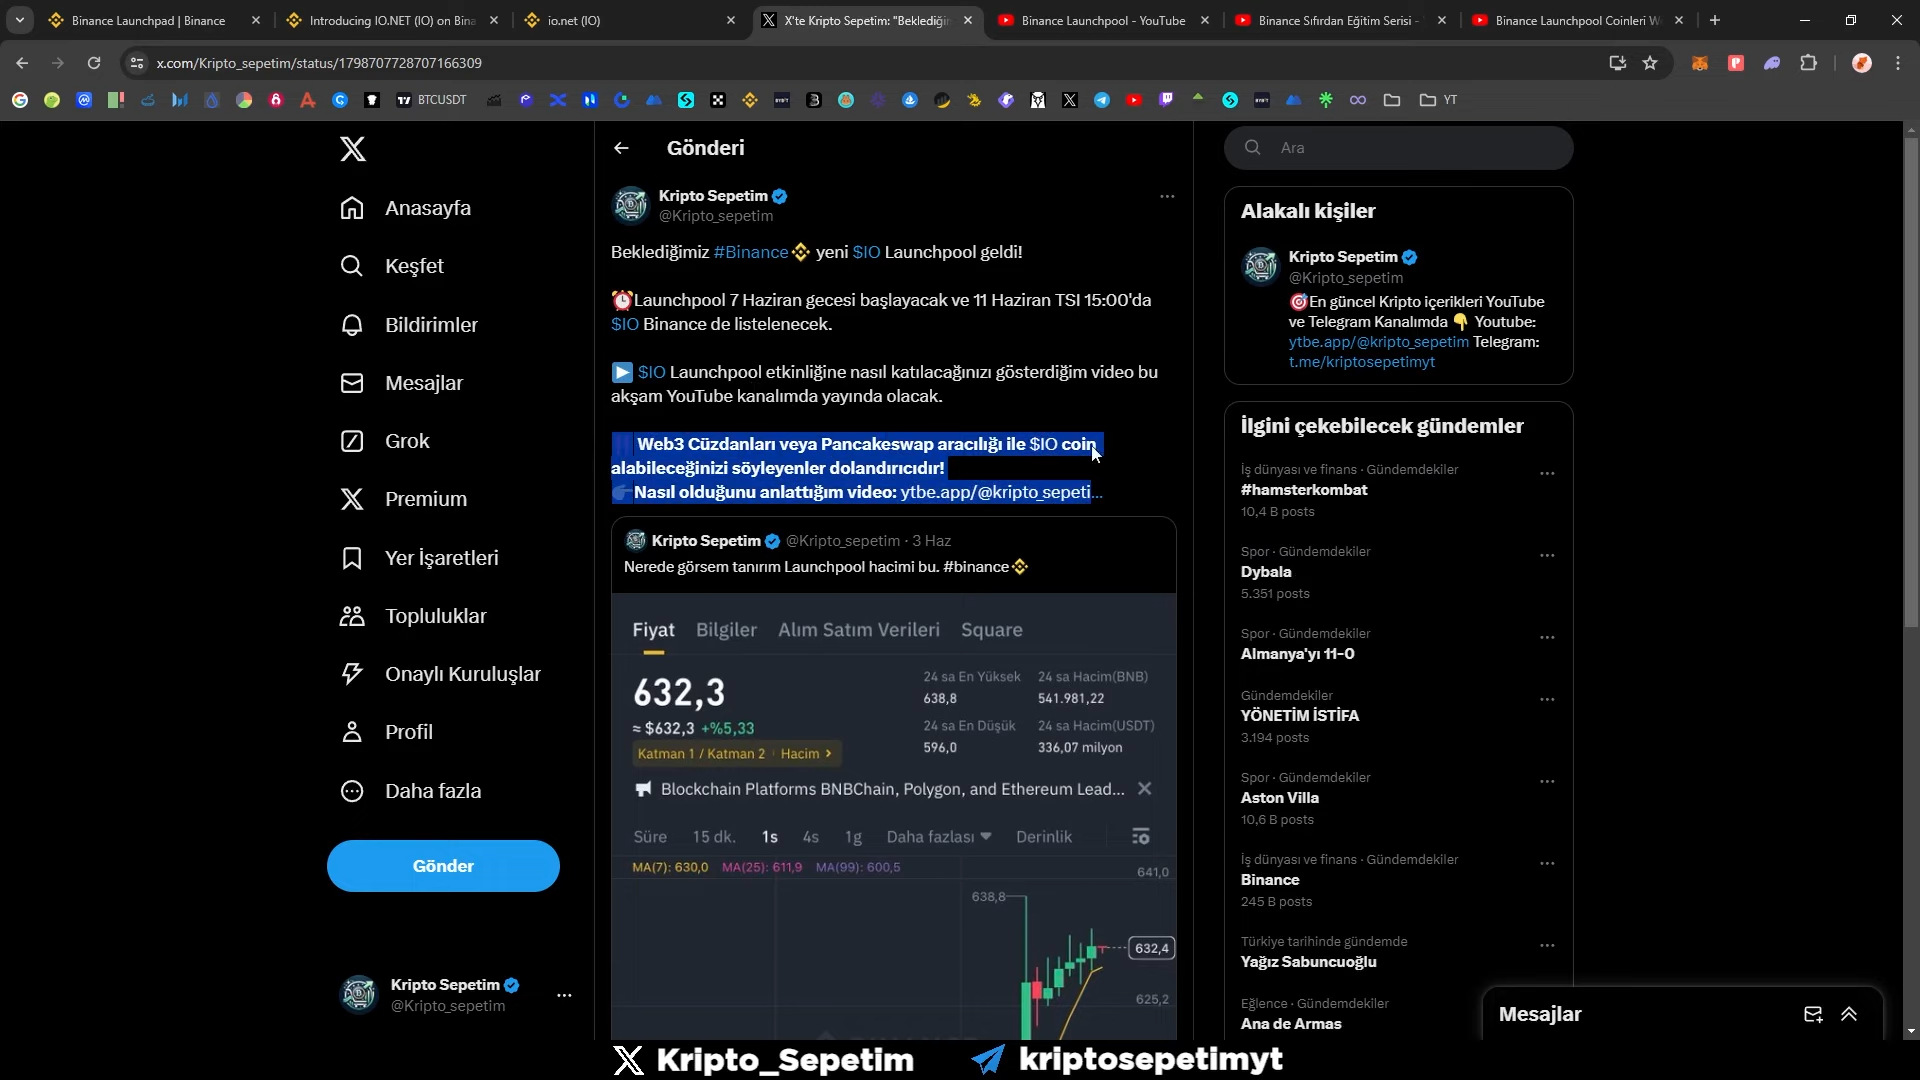 Binance Launchpad | Binance
Introducing IO.NET (IO) on Bina
io.net (IO)
X'te Kripto Sepetim: "Beklediğin
Binance Launchpool - YouTube
Binance Sıfırdan Eğitim Serisi -
Binance Launchpool Coinleri W
x.com/Kripto_sepetim/status/1798707728707166309
BTCUSDT
YT
Anasayfa
Keşfet
Bildirimler
Mesajlar
Grok
Premium
Yer İşaretleri
Topluluklar
Onaylı Kuruluşlar
Profil
Daha fazla
Gönder
Kripto Sepetim
@Kripto_sepetim
Gönderi
Kripto Sepetim
@Kripto_sepetim
Beklediğimiz #Binance yeni $IO Launchpool geldi!
⏰Launchpool 7 Haziran gecesi başlayacak ve 11 Haziran TSI 15:00'da
$IO Binance de listelenecek.
▶️ $IO Launchpool etkinliğine nasıl katılacağınızı gösterdiğim video bu
akşam YouTube kanalımda yayında olacak.
Web3 Cüzdanları veya Pancakeswap aracılığı ile $IO coin
alabileceğinizi söyleyenler dolandırıcıdır!
👉Nasıl olduğunu anlattığım video: ytbe.app/@kripto_sepeti...
Kripto Sepetim @Kripto_sepetim · 3 Haz
Nerede görsem tanırım Launchpool hacimi bu. #binance
Fiyat Bilgiler Alım Satım Verileri Square
632,3
≈ $632,3 +%5,33
Katman 1 / Katman 2 Hacim >
24 sa En Yüksek
638,8
24 sa Hacim(BNB)
541.981,22
24 sa En Düşük
596,0
24 sa Hacim(USDT)
336,07 milyon
Blockchain Platforms BNBChain, Polygon, and Ethereum Lead...
Süre 15 dk. 1s 4s 1g Daha fazlası Derinlik
MA(7): 630,0 MA(25): 611,9 MA(99): 600,5
641,0
638,8
632,4
625,2
Ara
Alakalı kişiler
Kripto Sepetim
@Kripto_sepetim
🎯En güncel Kripto içerikleri YouTube
ve Telegram Kanalımda 👇 Youtube:
ytbe.app/@kripto_sepetim Telegram:
t.me/kriptosepetimyt
İlgini çekebilecek gündemler
İş dünyası ve finans · Gündemdekiler
#hamsterkombat
10,4 B posts
Spor · Gündemdekiler
Dybala
5.351 posts
Spor · Gündemdekiler
Almanya'yı 11-0
Gündemdekiler
YÖNETİM İSTİFA
3.194 posts
Spor · Gündemdekiler
Aston Villa
10,6 B posts
İş dünyası ve finans · Gündemdekiler
Binance
245 B posts
Türkiye tarihinde gündemde
Yağız Sabuncuoğlu
Eğlence · Gündemdekiler
Ana de Armas
Mesajlar
Kripto_Sepetim
kriptosepetimyt